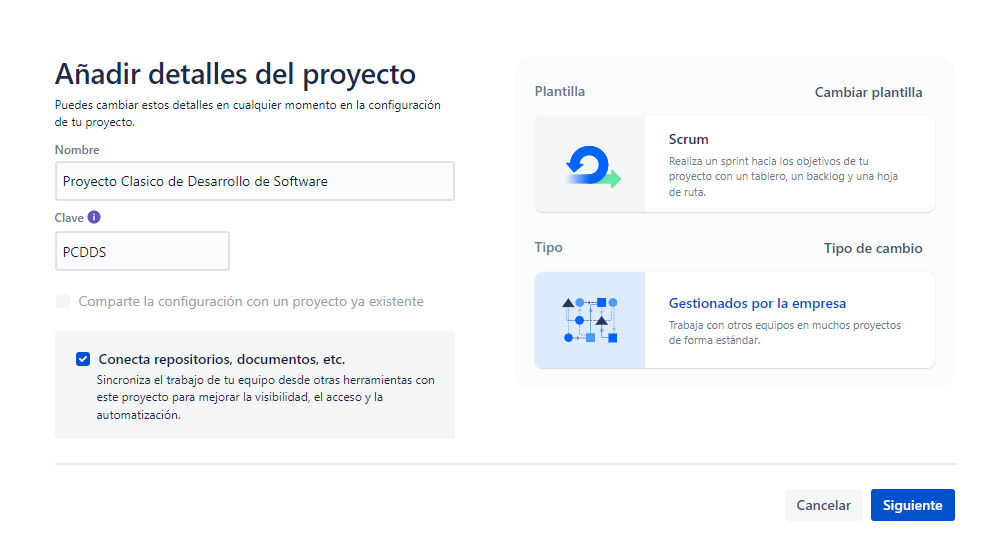 Añadir detalles del proyecto
Puedes cambiar estos detalles en cualquier momento en la configuración
de tu proyecto.
Nombre
Proyecto Clasico de Desarrollo de Software
Clave
PCDDS
Comparte la configuración con un proyecto ya existente
Conecta repositorios, documentos, etc.
Sincroniza el trabajo de tu equipo desde otras herramientas con
este proyecto para mejorar la visibilidad, el acceso y la
automatización.
Plantilla
Cambiar plantilla
Scrum
Realiza un sprint hacia los objetivos de tu
proyecto con un tablero, un backlog y una hoja
de ruta.
Tipo
Tipo de cambio
Gestionados por la empresa
Trabaja con otros equipos en muchos proyectos
de forma estándar.
Cancelar
Siguiente